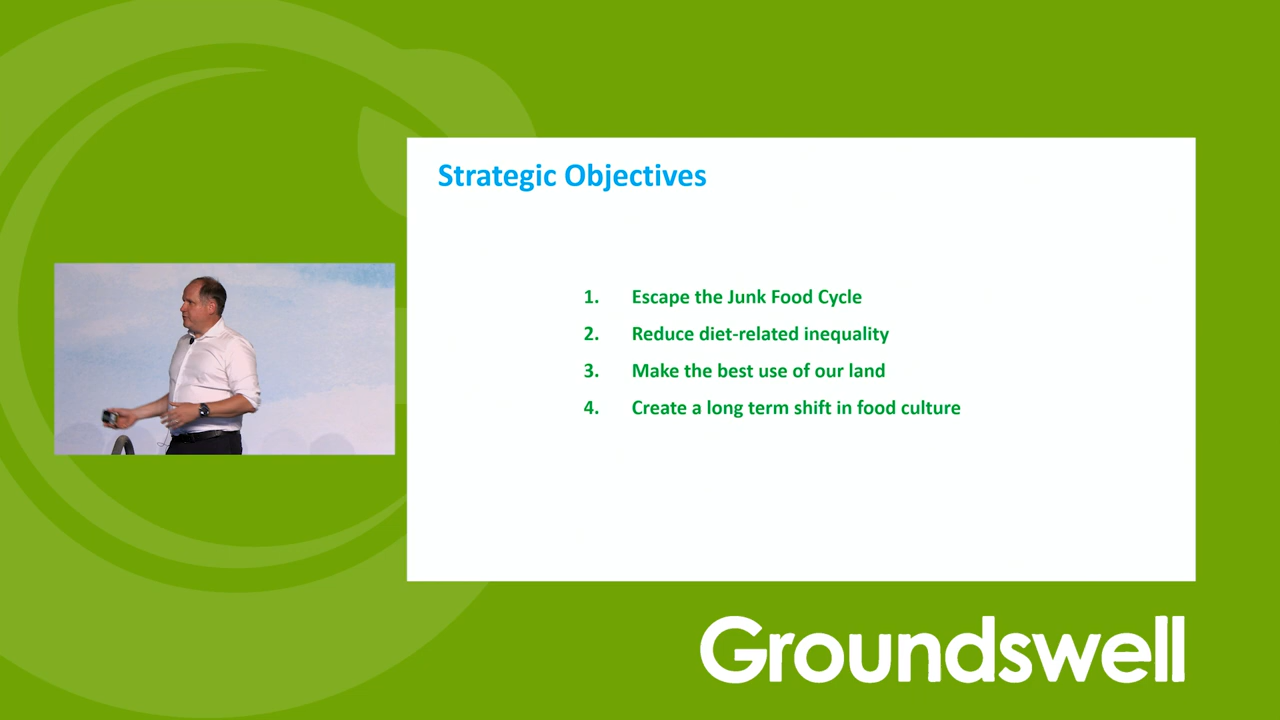 Strategic Objectives
1. Escape the Junk Food Cycle
2. Reduce diet-related inequality
3. Make the best use of our land
4. Create a long term shift in food culture
Groundswell